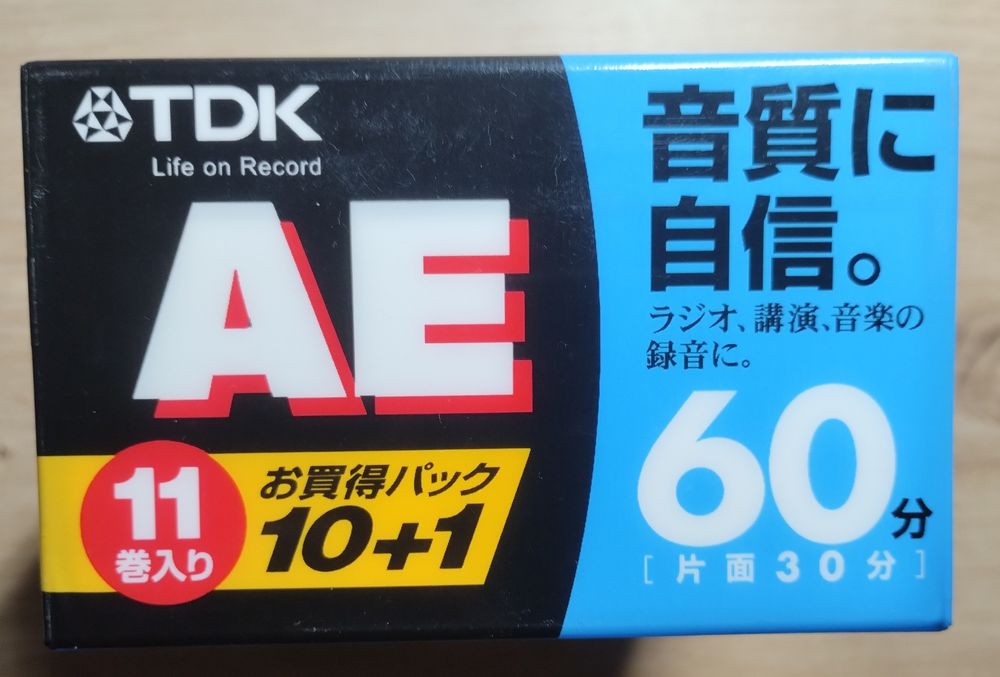 TDK
Life on Record
AE
11
巻入り
お買得パック
10+1
音質に
自信。
ラジオ、講演、音楽の
録音に。
60分
[片面30分]